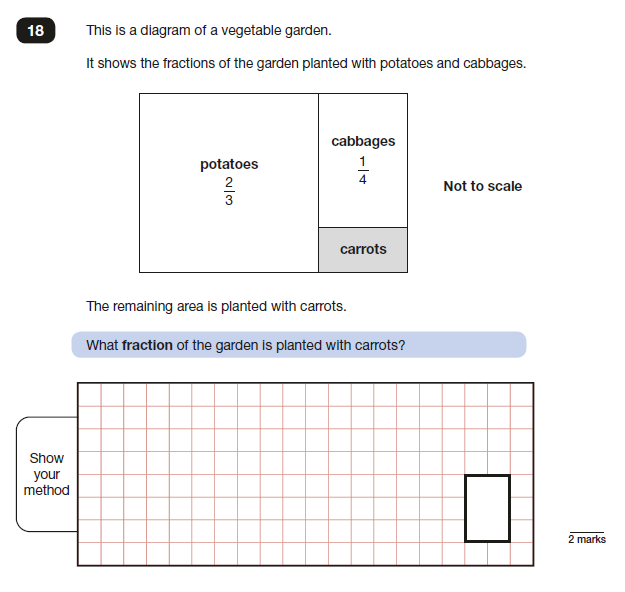 18
This is a diagram of a vegetable garden.
It shows the fractions of the garden planted with potatoes and cabbages.
cabbages
1
4
potatoes
2
3
Not to scale
carrots
The remaining area is planted with carrots.
What fraction of the garden is planted with carrots?
Show
your
method
2 marks